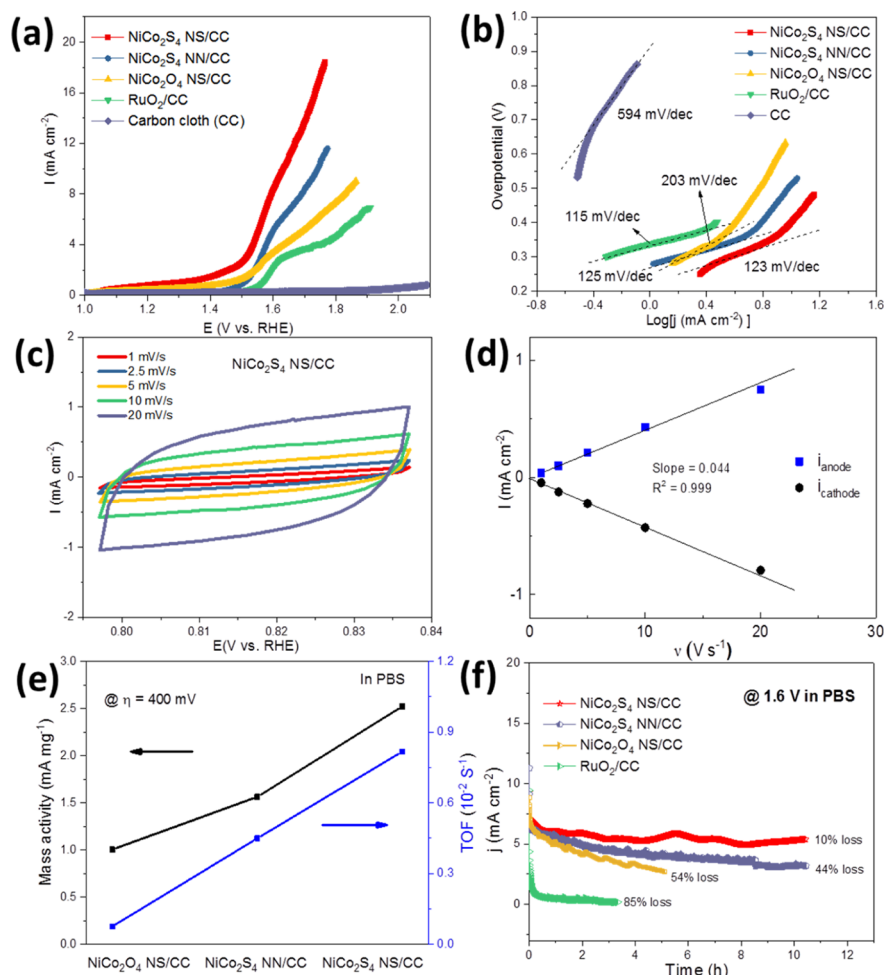 (a)
NiCo₂S₄ NS/CC
NiCo₂S₄ NN/CC
NiCo₂O₄ NS/CC
RuO₂/CC
Carbon cloth (CC)
I (mA cm⁻²)
20
16
12
8
4
0
1.0 1.2 1.4 1.6 1.8 2.0
E (V vs. RHE)
(b)
NiCo₂S₄ NS/CC
NiCo₂S₄ NN/CC
NiCo₂O₄ NS/CC
RuO₂/CC
CC
594 mV/dec
203 mV/dec
115 mV/dec
125 mV/dec
123 mV/dec
Overpotential (V)
1.0
0.9
0.8
0.7
0.6
0.5
0.4
0.3
0.2
-0.8 -0.4 0.0 0.4 0.8 1.2 1.6
Log[j (mA cm⁻²) ]
(c)
1 mV/s
2.5 mV/s
5 mV/s
10 mV/s
20 mV/s
NiCo₂S₄ NS/CC
I (mA cm⁻²)
2
1
0
-1
-2
0.80 0.81 0.82 0.83 0.84
E(V vs. RHE)
(d)
I (mA cm⁻²)
1
0
-1
Slope = 0.044
R² = 0.999
i anode
i cathode
0 10 20 30
ν (V s⁻¹)
(e)
@ η = 400 mV
In PBS
Mass activity (mA mg⁻¹)
3.0
2.5
2.0
1.5
1.0
0.5
0.0
TOF (10⁻² S⁻¹)
1.2
0.9
0.6
0.3
0.0
NiCo₂O₄ NS/CC NiCo₂S₄ NN/CC NiCo₂S₄ NS/CC
(f)
NiCo₂S₄ NS/CC
NiCo₂S₄ NN/CC
NiCo₂O₄ NS/CC
RuO₂/CC
@ 1.6 V in PBS
j (mA cm⁻²)
20
15
10
5
0
10% loss
44% loss
54% loss
85% loss
0 2 4 6 8 10 12
Time (h)